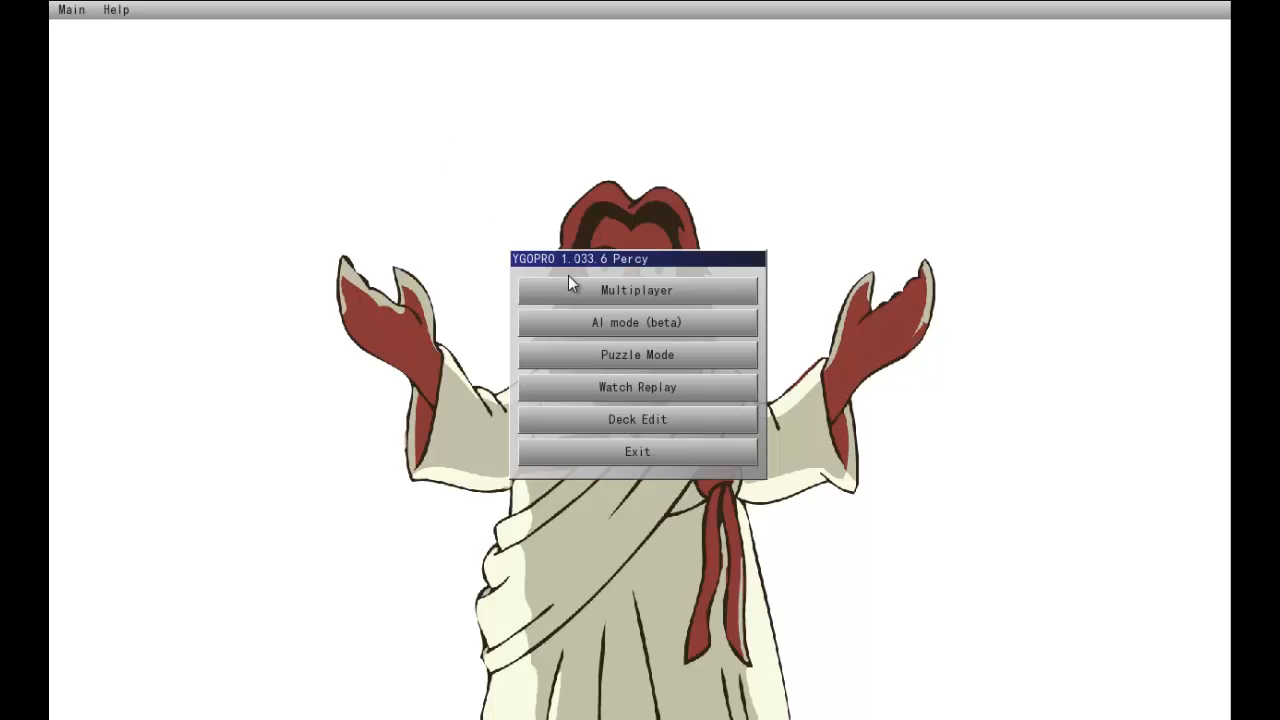 Main Help
YGOPRO 1.033.6 Percy
Multiplayer
AI mode (beta)
Puzzle Mode
Watch Replay
Deck Edit
Exit